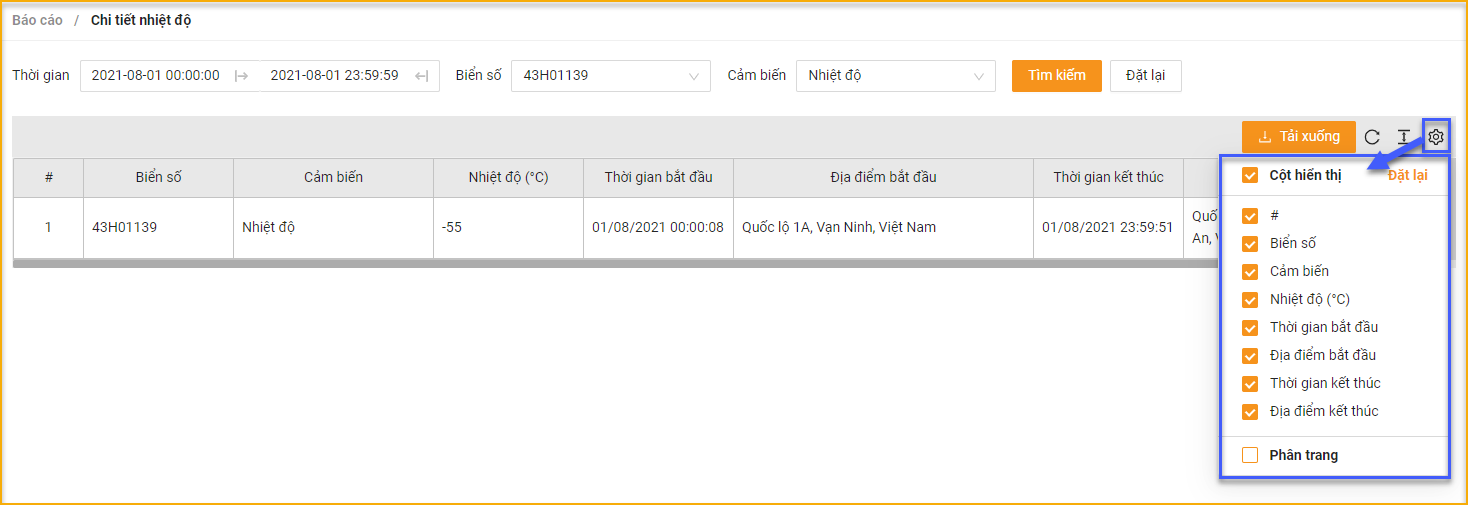 Báo cáo / Chi tiết nhiệt độ
Thời gian 2021-08-01 00:00:00 2021-08-01 23:59:59 Biển số 43H01139 Cảm biến Nhiệt độ Tìm kiếm Đặt lại
Tải xuống
# Biển số Cảm biến Nhiệt độ (°C) Thời gian bắt đầu Địa điểm bắt đầu Thời gian kết thúc
1 43H01139 Nhiệt độ -55 01/08/2021 00:00:08 Quốc lộ 1A, Vạn Ninh, Việt Nam 01/08/2021 23:59:51
An,
Cột hiển thị Đặt lại
#
Biển số
Cảm biến
Nhiệt độ (°C)
Thời gian bắt đầu
Địa điểm bắt đầu
Thời gian kết thúc
Địa điểm kết thúc
Phân trang